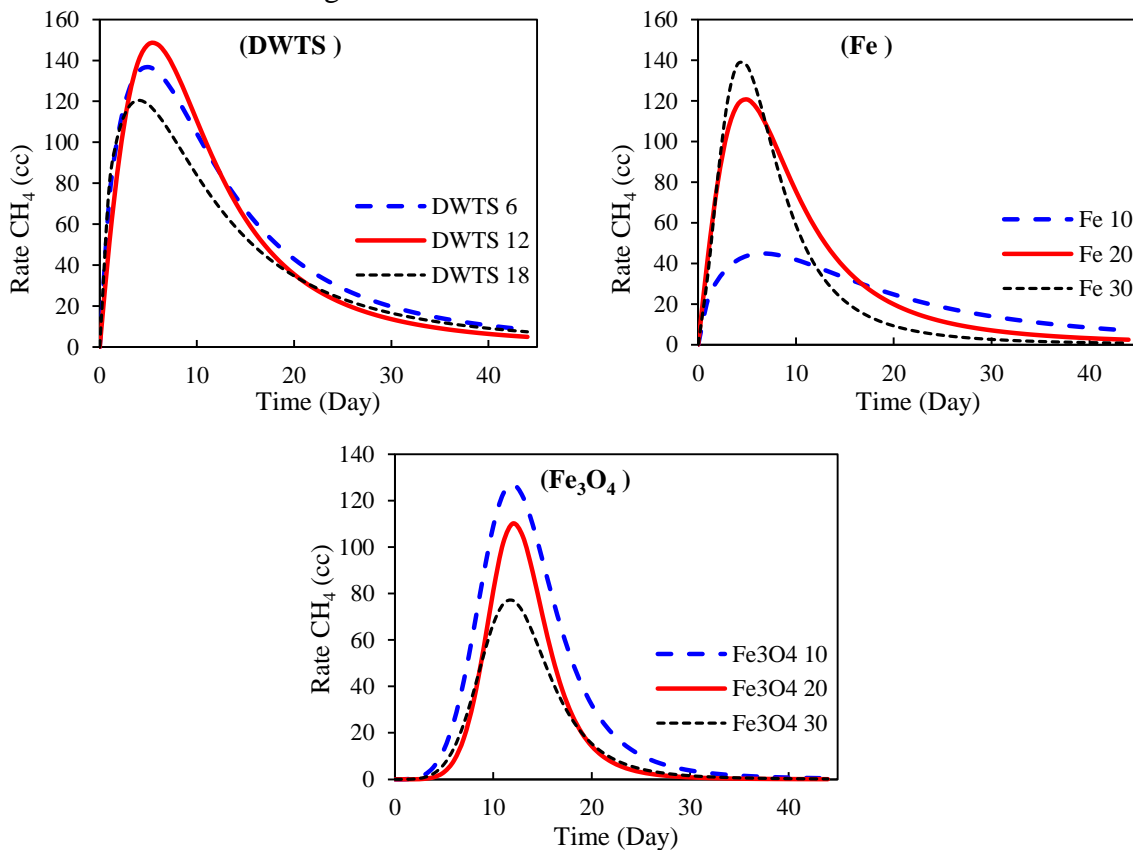 (DWTS )
Rate CH4 (cc)
160
140
120
100
80
60
40
20
0
DWTS 6
DWTS 12
DWTS 18
0 10 20 30 40
Time (Day)
(Fe )
Rate CH4 (cc)
160
140
120
100
80
60
40
20
0
Fe 10
Fe 20
Fe 30
0 10 20 30 40
Time (Day)
(Fe3O4 )
Rate CH4 (cc)
140
120
100
80
60
40
20
0
Fe3O4 10
Fe3O4 20
Fe3O4 30
0 10 20 30 40
Time (Day)